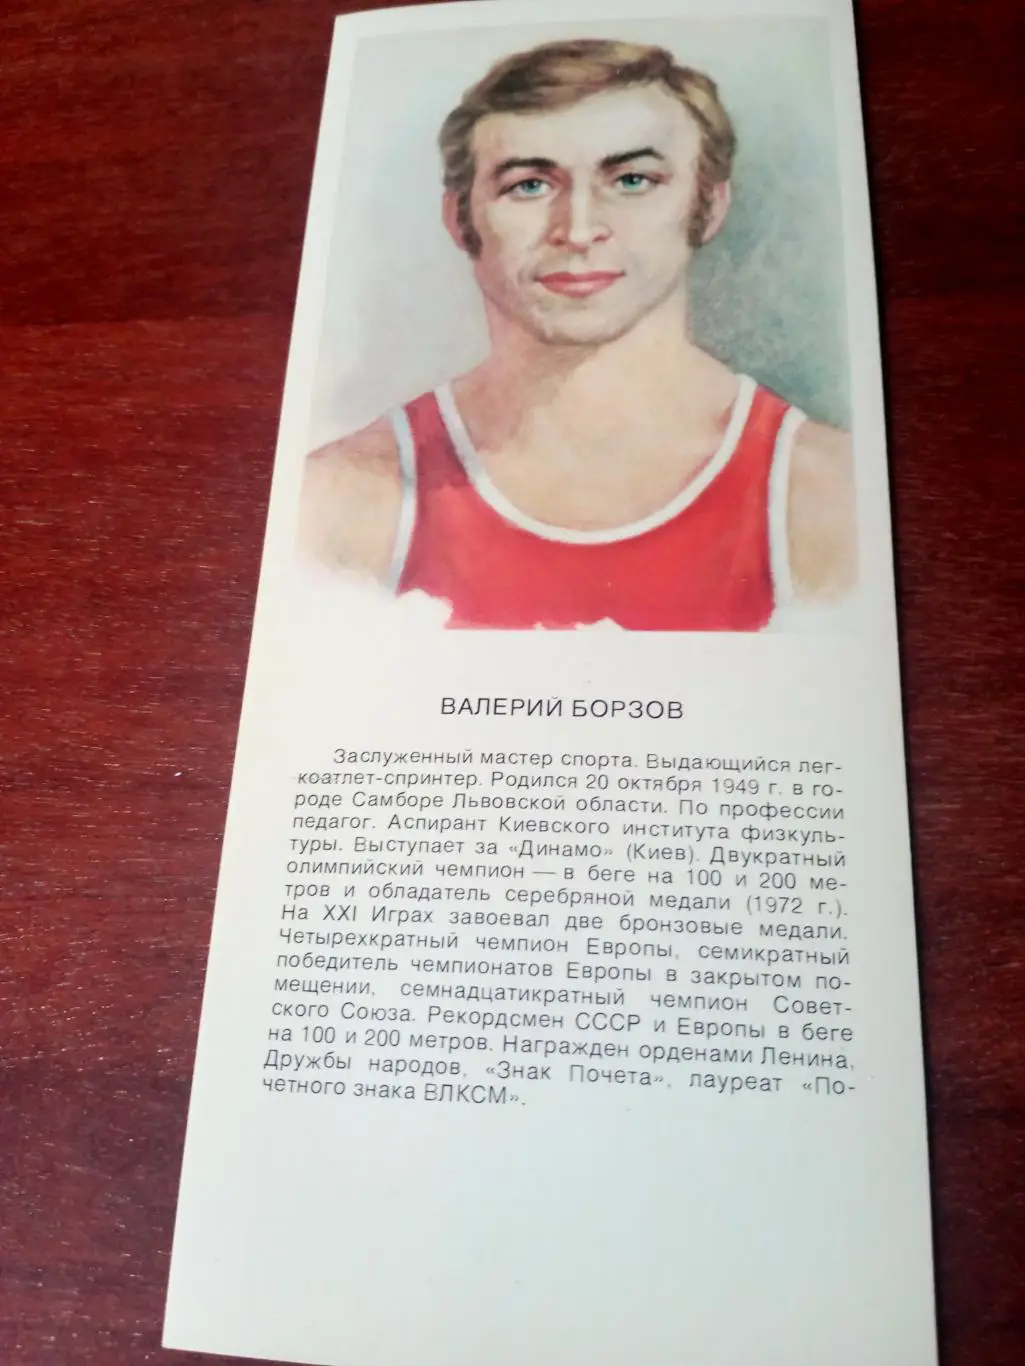 ВАЛЕРИЙ БОРЗОВ
Заслуженный мастер спорта. Выдающийся лег-
коатлет-спринтер. Родился 20 октября 1949 г. в го-
роде Самборе Львовской области. По профессии
педагог. Аспирант Киевского института физкуль-
туры. Выступает за «Динамо» (Киев). Двукратный
олимпийский чемпион — в беге на 100 и 200 ме-
тров и обладатель серебряной медали (1972 г.).
На XXI Играх завоевал две бронзовые медали.
Четырехкратный чемпион Европы, семикратный
победитель чемпионатов Европы в закрытом по-
мещении, семнадцатикратный чемпион Совет-
ского Союза. Рекордсмен СССР и Европы в беге
на 100 и 200 метров. Награжден орденами Ленина,
Дружбы народов, «Знак Почета», лауреат «По-
четного знака ВЛКСМ».